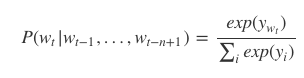 P(w_t|w_{t−1}, . . . , w_{t−n+1}) = exp(y_{w_t}) / ∑_i exp(y_i)